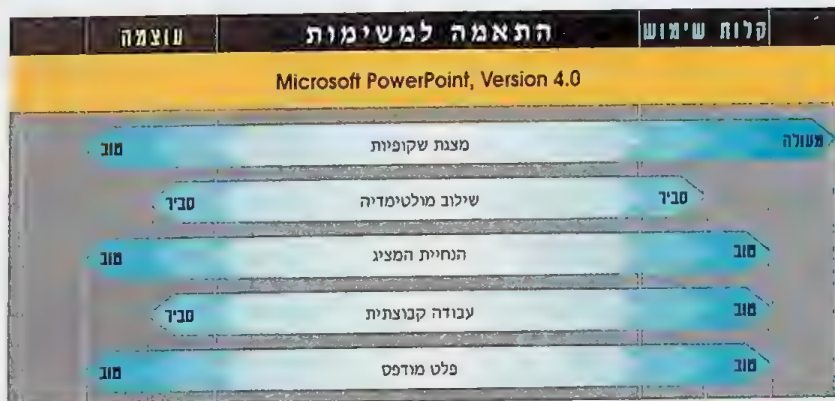 קלות שימוש התאמה למשימות עוצמה
Microsoft PowerPoint, Version 4.0
מעולה מצגת שקופיות טוב
סביר שילוב מולטימדיה סביר
טוב הנחיית המציג טוב
טוב עבודה קבוצתית סביר
טוב פלט מודפס טוב